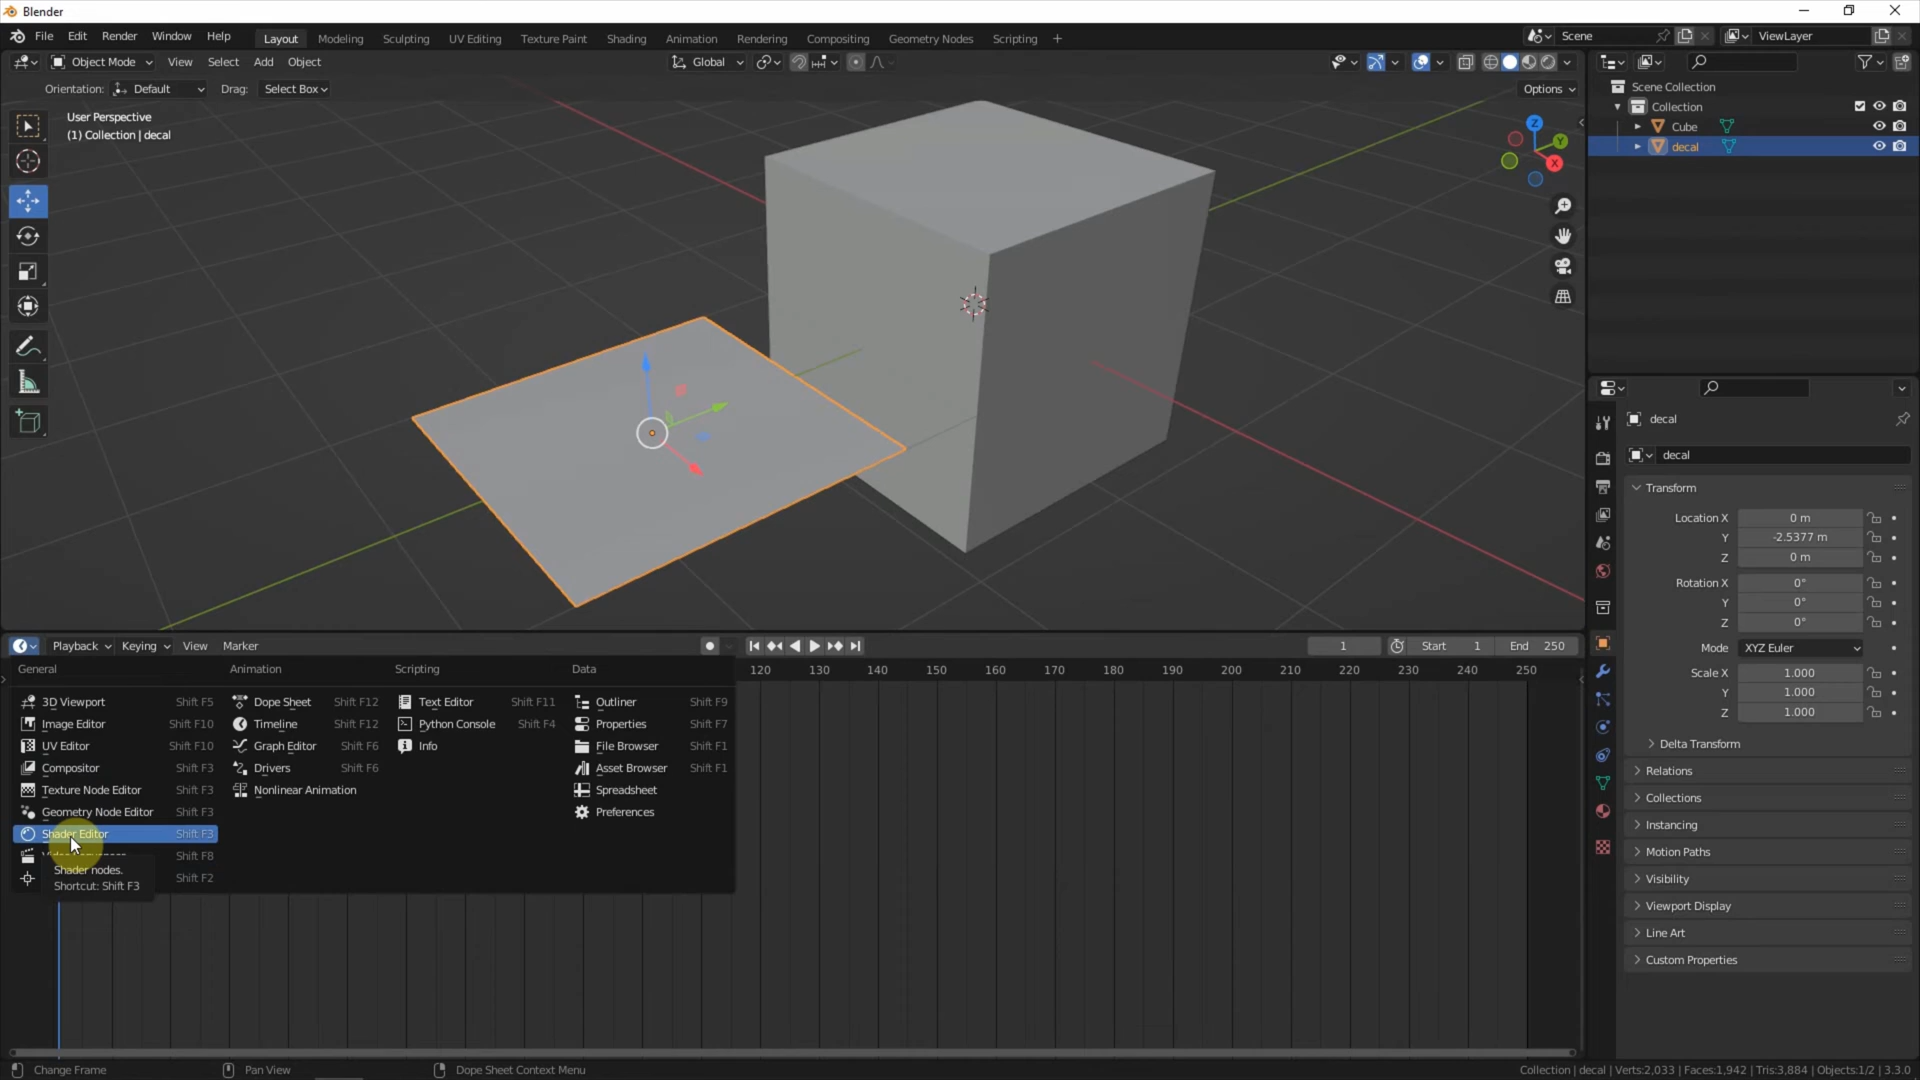 Blender
File Edit Render Window Help
Layout Modeling Sculpting UV Editing Texture Paint Shading Animation Rendering Compositing Geometry Nodes Scripting +
Scene
ViewLayer
Object Mode View Select Add Object
Global
Orientation: Default Drag: Select Box
Options
User Perspective
(1) Collection | decal
Z
Y
X
Scene Collection
Collection
Cube
decal
decal
decal
Transform
Location X 0 m
Y -2.5377 m
Z 0 m
Rotation X 0°
Y 0°
Z 0°
Mode XYZ Euler
Scale X 1.000
Y 1.000
Z 1.000
Delta Transform
Relations
Collections
Instancing
Motion Paths
Visibility
Viewport Display
Line Art
Custom Properties
Playback Keying View Marker
1 Start 1 End 250
120 130 140 150 160 170 180 190 200 210 220 230 240 250
General
3D Viewport Shift F5
Image Editor Shift F10
UV Editor Shift F10
Compositor Shift F3
Texture Node Editor Shift F3
Geometry Node Editor Shift F3
Shader Editor Shift F3
Shift F8
Shift F2
Shader nodes.
Shortcut: Shift F3
Animation
Dope Sheet Shift F12
Timeline Shift F12
Graph Editor Shift F6
Drivers Shift F6
Nonlinear Animation
Scripting
Text Editor Shift F11
Python Console Shift F4
Info
Data
Outliner Shift F9
Properties Shift F7
File Browser Shift F1
Asset Browser Shift F1
Spreadsheet
Preferences
Change Frame Pan View Dope Sheet Context Menu
Collection | decal | Verts:2,033 | Faces:1,942 | Tris:3,884 | Objects:1/2 | 3.3.0